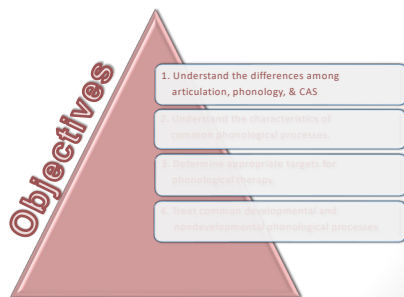 Objectives
1. Understand the differences among
articulation, phonology, & CAS
2. Understand the characteristics of
common phonological processes.
3. Determine appropriate targets for
phonological therapy.
4. Treat common developmental and
nondevelopmental phonological processes